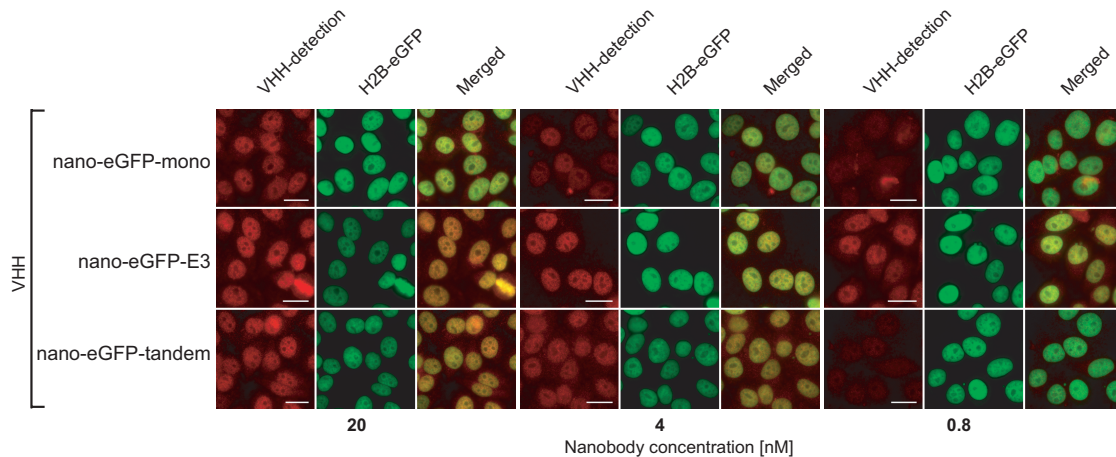 VHH-detection
H2B-eGFP
Merged
VHH-detection
H2B-eGFP
Merged
VHH-detection
H2B-eGFP
Merged
VHH
nano-eGFP-mono
nano-eGFP-E3
nano-eGFP-tandem
20
4
0.8
Nanobody concentration [nM]